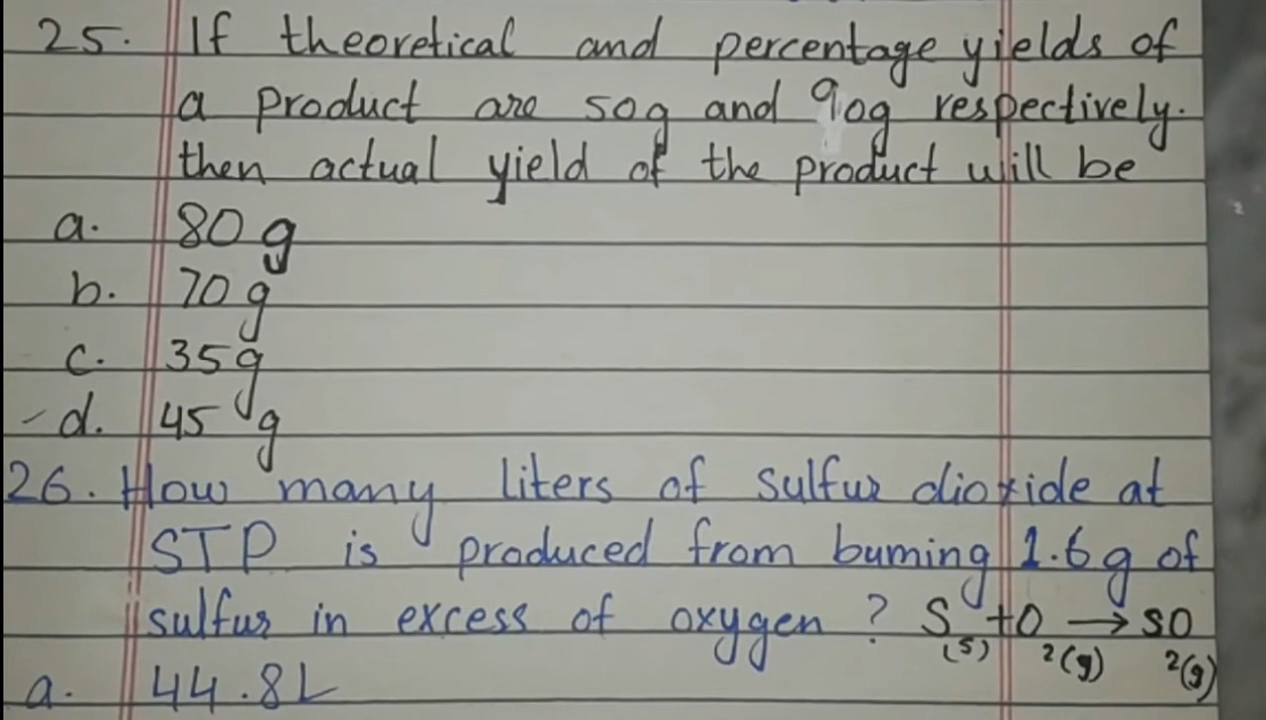 25. If theoretical and percentage yields of
a product are 50g and 90g respectively.
then actual yield of the product will be
a. 80 g
b. 70 g
c. 35g
-d. 45 g
26. How many liters of sulfur dioxide at
STP is produced from burning 1.6g of
sulfur in excess of oxygen ? S(s) + O2(g) → SO2(g)
a. 44.8L